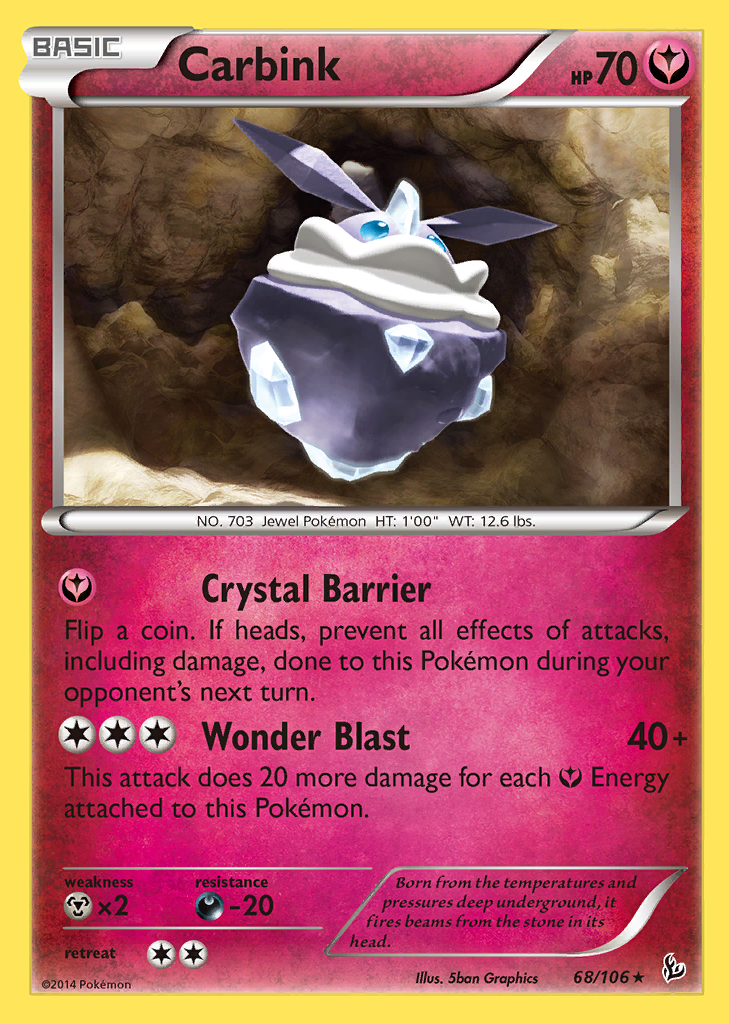 BASIC
Carbink
HP 70
NO. 703 Jewel Pokémon HT: 1'00" WT: 12.6 lbs.
Crystal Barrier
Flip a coin. If heads, prevent all effects of attacks,
including damage, done to this Pokémon during your
opponent's next turn.
Wonder Blast 40+
This attack does 20 more damage for each Energy
attached to this Pokémon.
weakness resistance
×2 -20
Born from the temperatures and
pressures deep underground, it
fires beams from the stone in its
head.
retreat
Illus. 5ban Graphics 68/106 ★
©2014 Pokémon